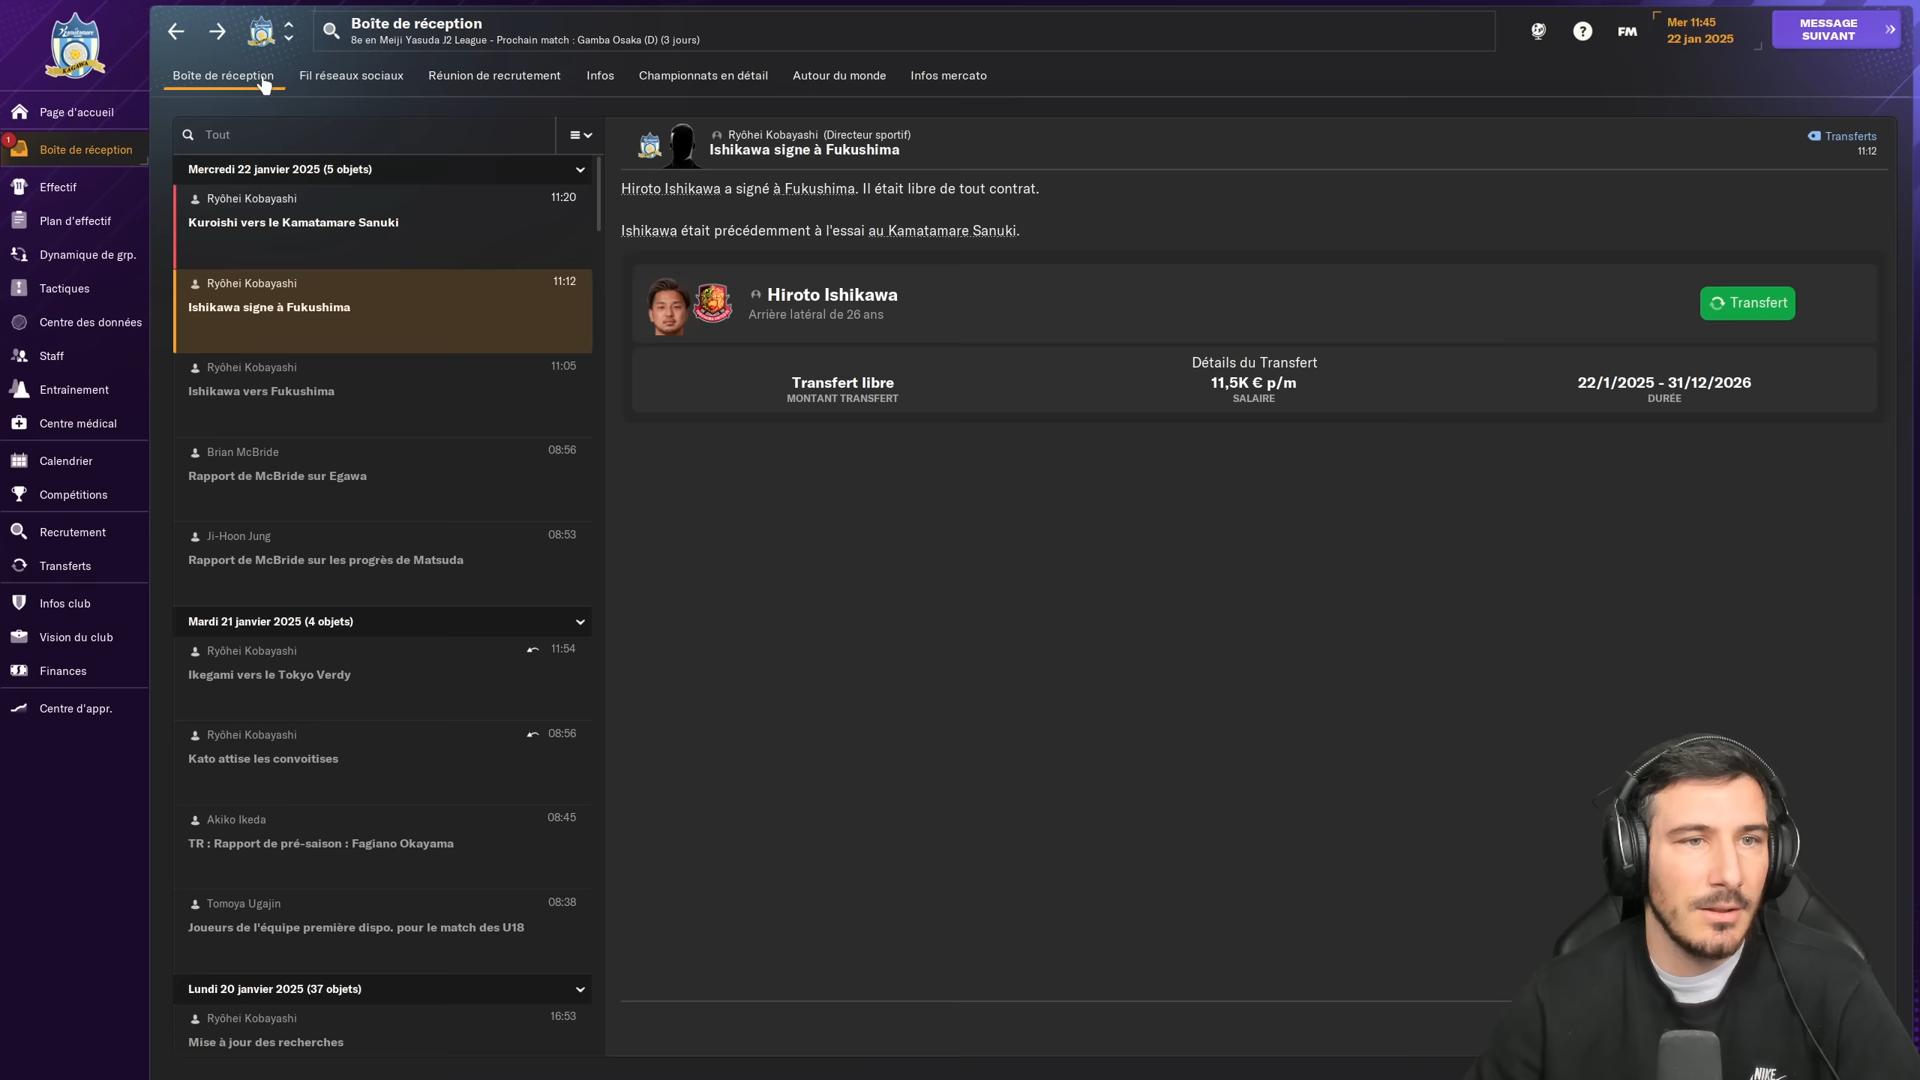 Kamatamare
KAGAWA
Boîte de réception
8e en Meiji Yasuda J2 League - Prochain match : Gamba Osaka (D) (3 jours)
FM
Mer 11:45
22 jan 2025
MESSAGE
SUIVANT
Boîte de réception
Fil réseaux sociaux
Réunion de recrutement
Infos
Championnats en détail
Autour du monde
Infos mercato
Page d'accueil
1
Boîte de réception
Effectif
Plan d'effectif
Dynamique de grp.
Tactiques
Centre des données
Staff
Entraînement
Centre médical
Calendrier
Compétitions
Recrutement
Transferts
Infos club
Vision du club
Finances
Centre d'appr.
Tout
Mercredi 22 janvier 2025 (5 objets)
Ryôhei Kobayashi 11:20
Kuroishi vers le Kamatamare Sanuki
Ryôhei Kobayashi 11:12
Ishikawa signe à Fukushima
Ryôhei Kobayashi 11:05
Ishikawa vers Fukushima
Brian McBride 08:56
Rapport de McBride sur Egawa
Ji-Hoon Jung 08:53
Rapport de McBride sur les progrès de Matsuda
Mardi 21 janvier 2025 (4 objets)
Ryôhei Kobayashi 11:54
Ikegami vers le Tokyo Verdy
Ryôhei Kobayashi 08:56
Kato attise les convoitises
Akiko Ikeda 08:45
TR : Rapport de pré-saison : Fagiano Okayama
Tomoya Ugajin 08:38
Joueurs de l'équipe première dispo. pour le match des U18
Lundi 20 janvier 2025 (37 objets)
Ryôhei Kobayashi 16:53
Mise à jour des recherches
Ryôhei Kobayashi (Directeur sportif)
Ishikawa signe à Fukushima
Transferts
11:12
Hiroto Ishikawa a signé à Fukushima. Il était libre de tout contrat.
Ishikawa était précédemment à l'essai au Kamatamare Sanuki.
Hiroto Ishikawa
Arrière latéral de 26 ans
Transfert
Détails du Transfert
Transfert libre
MONTANT TRANSFERT
11,5K € p/m
SALAIRE
22/1/2025 - 31/12/2026
DURÉE
NIKE